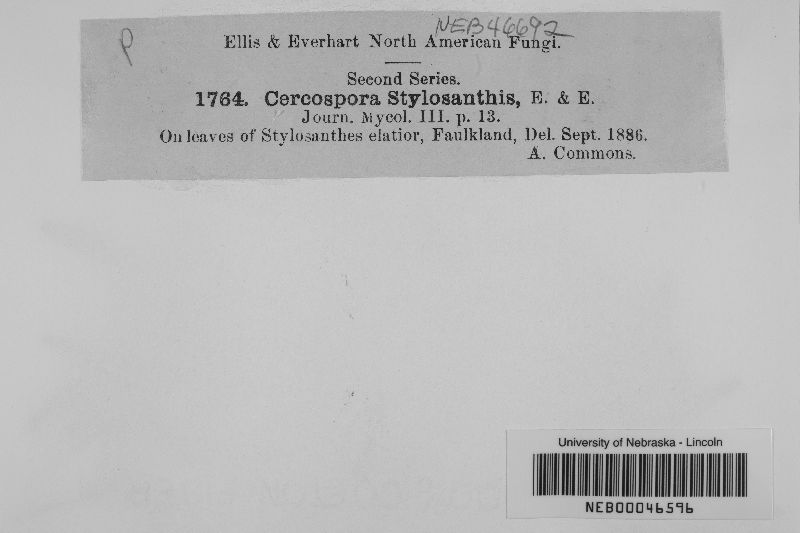 P
NEB46692
Ellis & Everhart North American Fungi.
Second Series.
1764. Cercospora Stylosanthis, E. & E.
Journ. Mycol. III. p. 13.
On leaves of Stylosanthes elatior, Faulkland, Del. Sept. 1886.
A. Commons.
University of Nebraska - Lincoln
NEB00046596